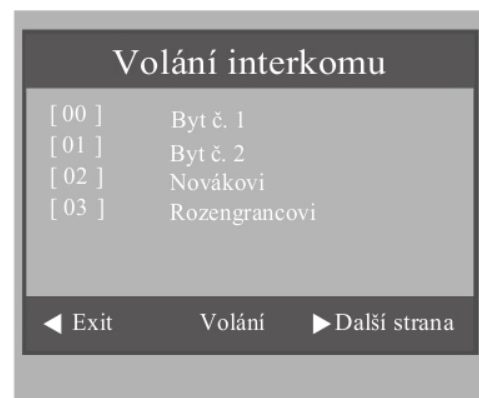 Volání interkomu
[ 00 ] Byt č. 1
[ 01 ] Byt č. 2
[ 02 ] Novákovi
[ 03 ] Rozengrancovi
◀ Exit Volání ▶Další strana